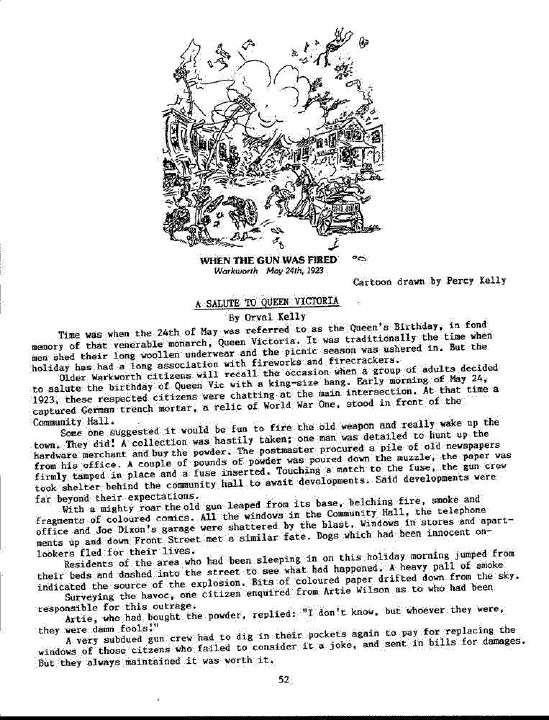 WHEN THE GUN WAS FIRED
Warkworth May 24th, 1923
Cartoon drawn by Percy Kelly
A SALUTE TO QUEEN VICTORIA
By Orval Kelly
Time was when the 24th of May was referred to as the Queen's Birthday, in fond
memory of that venerable monarch, Queen Victoria. It was traditionally the time when
men shed their long woollen underwear and the picnic season was ushered in. But the
holiday has had a long association with fireworks and firecrackers.
Older Warkworth citizens will recall the occasion when a group of adults decided
to salute the birthday of Queen Vic with a king-size bang. Early morning of May 24,
1923, these respected citizens were chatting at the main intersection. At that time a
captured German trench mortar, a relic of World War One, stood in front of the
Community Hall.
Some one suggested it would be fun to fire the old weapon and really wake up the
town. They did! A collection was hastily taken; one man was detailed to hunt up the
hardware merchant and buy the powder. The postmaster procured a pile of old newspapers
from his office. A couple of pounds of powder was poured down the muzzle, the paper was
firmly tamped in place and a fuse inserted. Touching a match to the fuse, the gun crew
took shelter behind the community hall to await developments. Said developments were
far beyond their expectations.
With a mighty roar the old gun leaped from its base, belching fire, smoke and
fragments of coloured comics. All the windows in the Community Hall, the telephone
office and Joe Dixon's garage were shattered by the blast. Windows in stores and apart-
ments up and down Front Street met a similar fate. Dogs which had been innocent on-
lookers fled for their lives.
Residents of the area who had been sleeping in on this holiday morning jumped from
their beds and dashed into the street to see what had happened. A heavy pall of smoke
indicated the source of the explosion. Bits of coloured paper drifted down from the sky.
Surveying the havoc, one citizen enquired from Artie Wilson as to who had been
responsible for this outrage.
Artie, who had bought the powder, replied: "I don't know, but whoever they were,
they were damn fools!"
A very subdued gun crew had to dig in their pockets again to pay for replacing the
windows of those citzens who failed to consider it a joke, and sent in bills for damages.
But they always maintained it was worth it.
52